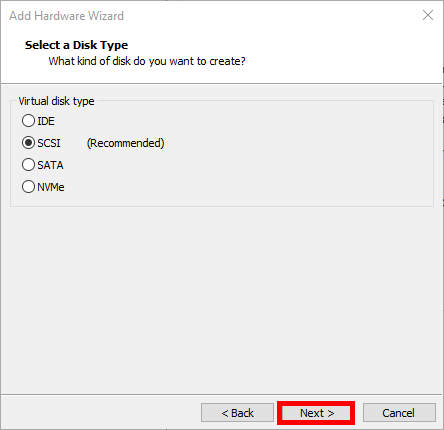 Add Hardware Wizard
Select a Disk Type
What kind of disk do you want to create?
Virtual disk type
IDE
SCSI (Recommended)
SATA
NVMe
< Back Next > Cancel